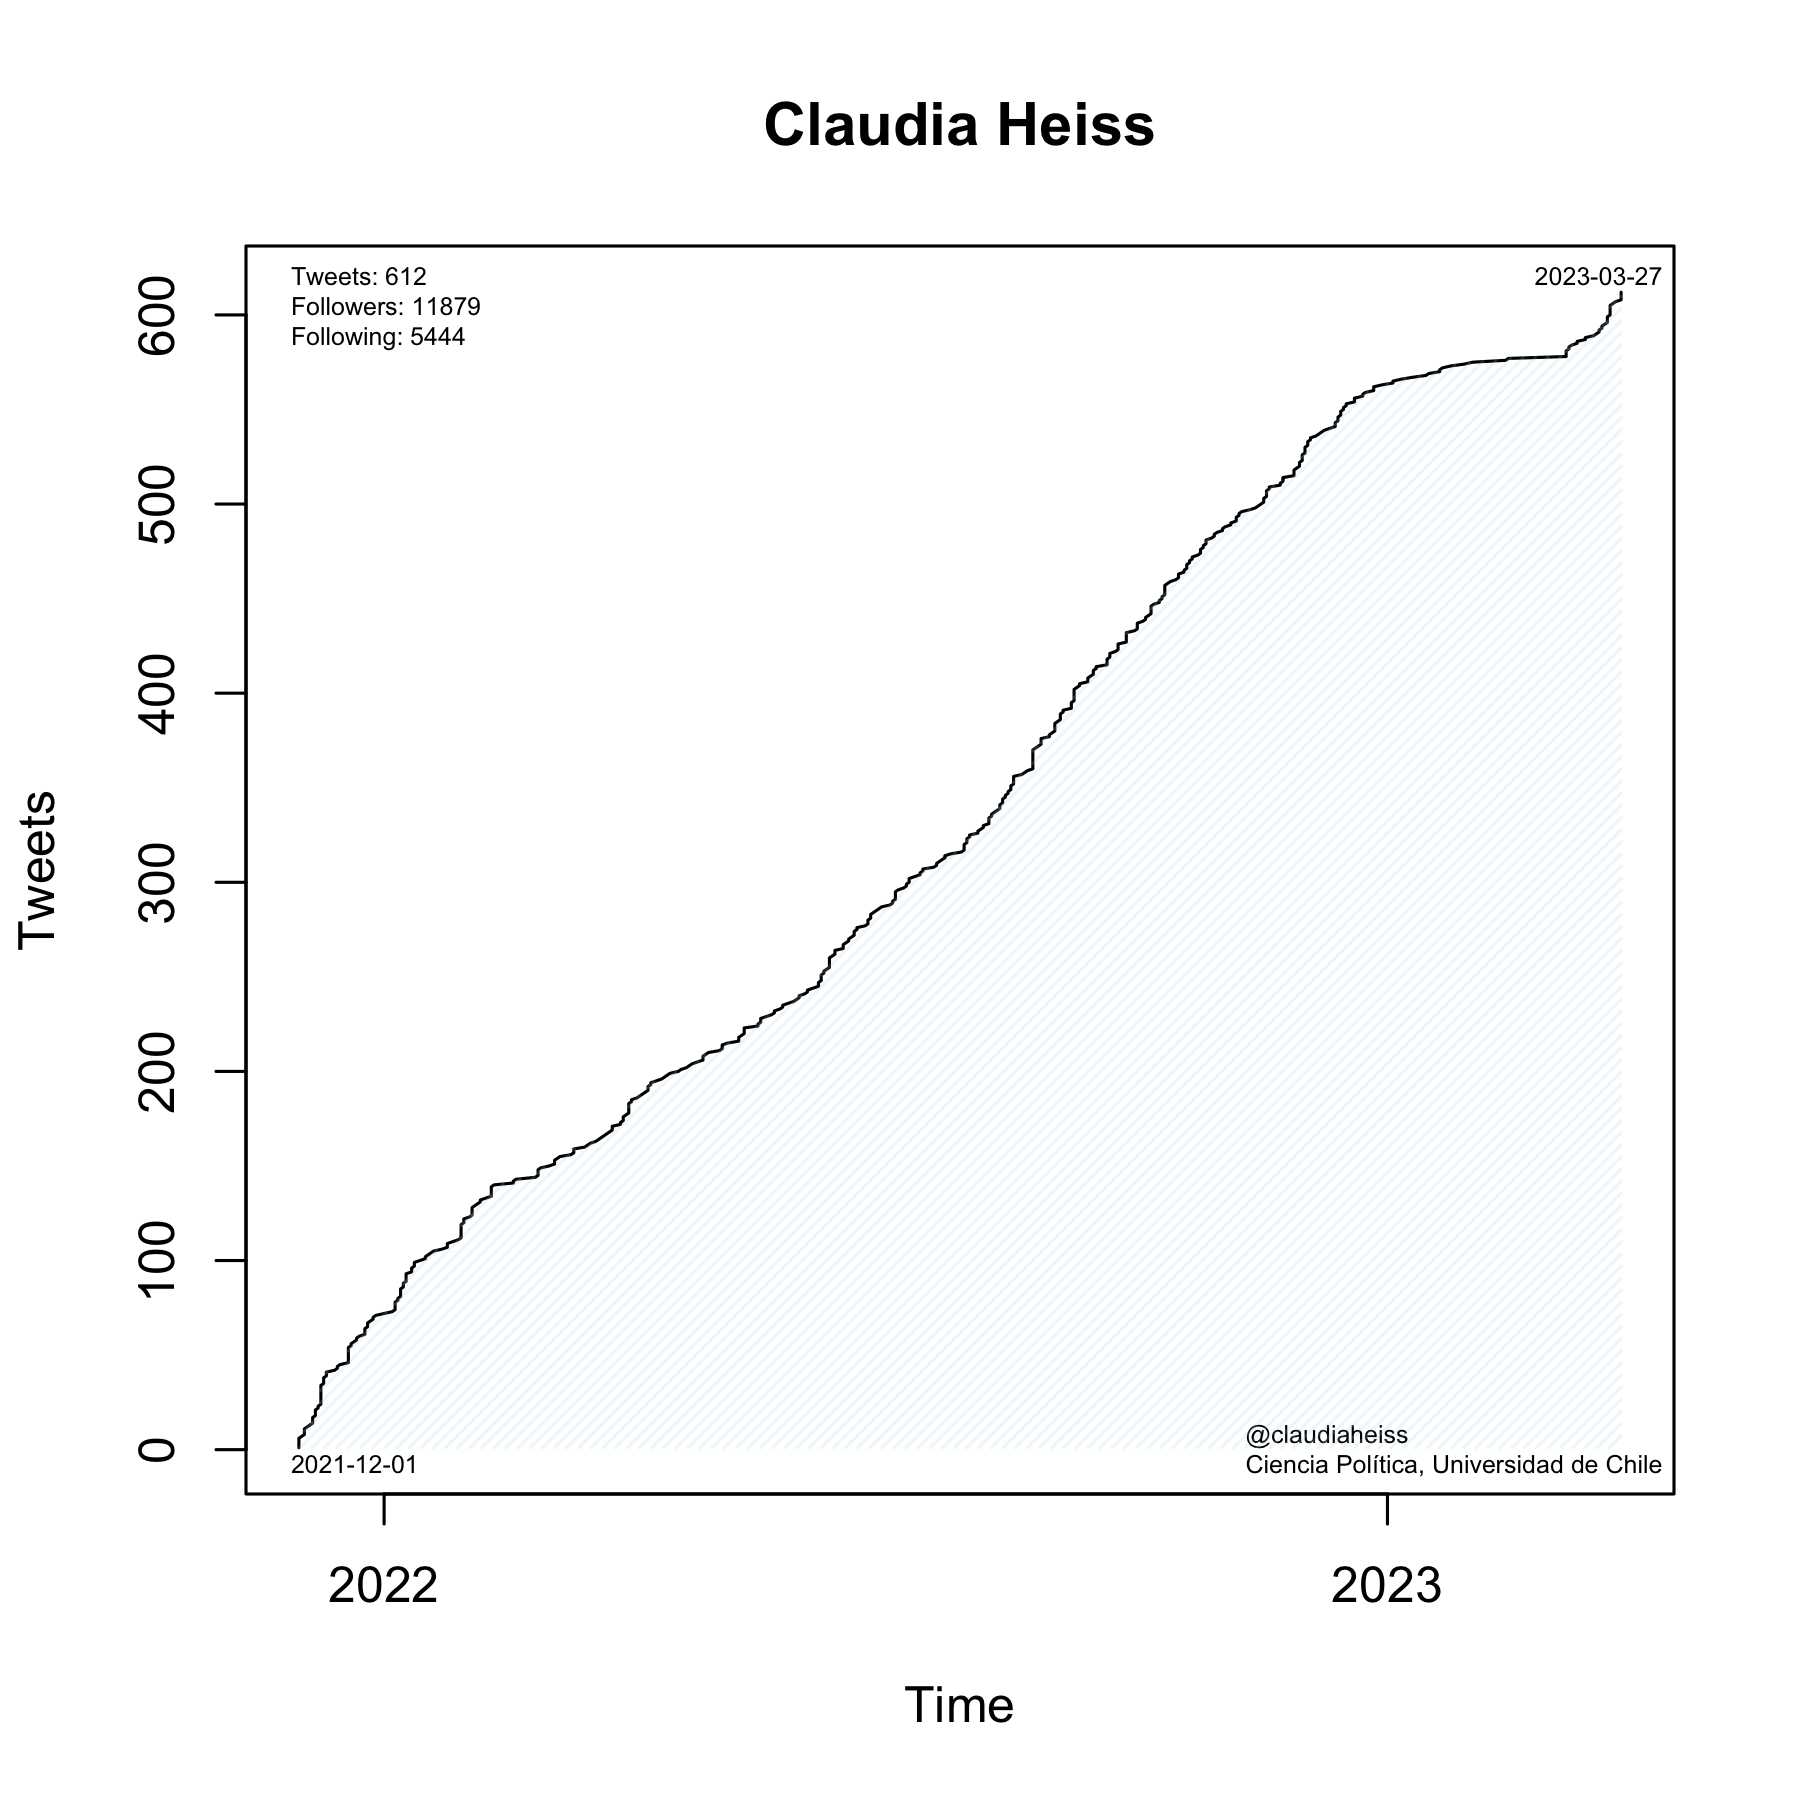 Claudia Heiss
Tweets: 612
Followers: 11879
Following: 5444
2023-03-27
600
500
400
300
200
100
0
Tweets
@claudiaheiss
Ciencia Política, Universidad de Chile
2021-12-01
2022
2023
Time